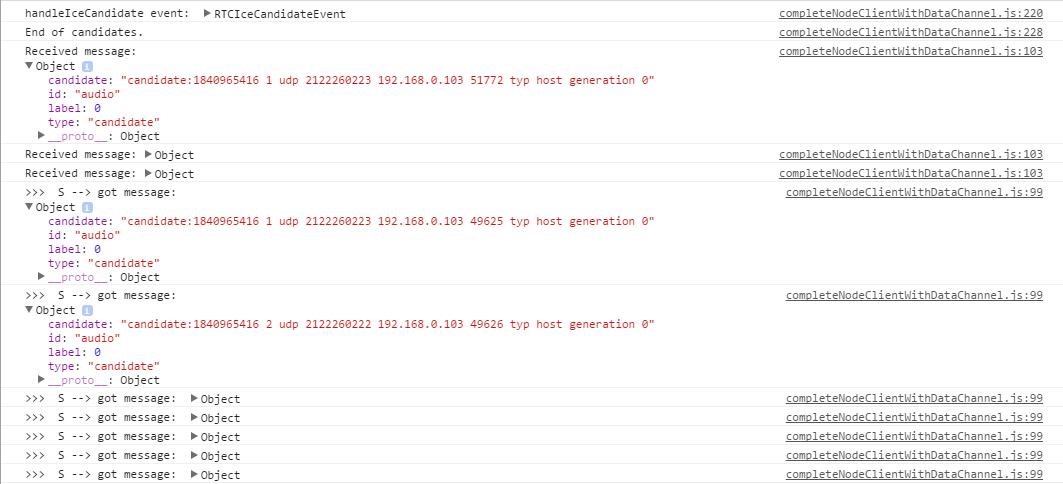 handleIceCandidate event: ▶RTCIceCandidateEvent completeNodeClientWithDataChannel.js:220
End of candidates. completeNodeClientWithDataChannel.js:228
Received message: completeNodeClientWithDataChannel.js:103
▼Object i
candidate: "candidate:1840965416 1 udp 2122260223 192.168.0.103 51772 typ host generation 0"
id: "audio"
label: 0
type: "candidate"
▶__proto__: Object
Received message: ▶Object completeNodeClientWithDataChannel.js:103
Received message: ▶Object completeNodeClientWithDataChannel.js:103
>>> S --> got message: completeNodeClientWithDataChannel.js:99
▼Object i
candidate: "candidate:1840965416 1 udp 2122260223 192.168.0.103 49625 typ host generation 0"
id: "audio"
label: 0
type: "candidate"
▶__proto__: Object
>>> S --> got message: completeNodeClientWithDataChannel.js:99
▼Object i
candidate: "candidate:1840965416 2 udp 2122260222 192.168.0.103 49626 typ host generation 0"
id: "audio"
label: 0
type: "candidate"
▶__proto__: Object
>>> S --> got message: ▶Object completeNodeClientWithDataChannel.js:99
>>> S --> got message: ▶Object completeNodeClientWithDataChannel.js:99
>>> S --> got message: ▶Object completeNodeClientWithDataChannel.js:99
>>> S --> got message: ▶Object completeNodeClientWithDataChannel.js:99
>>> S --> got message: ▶Object completeNodeClientWithDataChannel.js:99